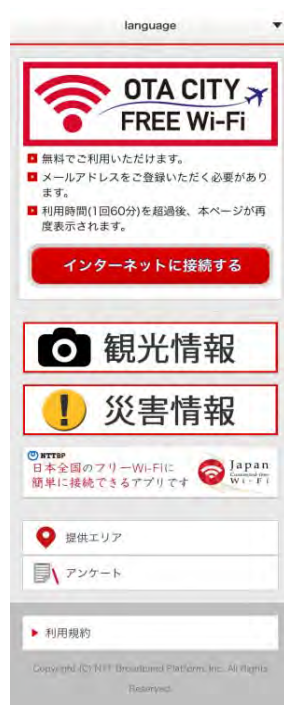 language
OTA CITY
FREE Wi-Fi
無料でご利用いただけます。
メールアドレスをご登録いただく必要があり
ます。
利用時間(1回60分)を超過後、本ページが再
度表示されます。
インターネットに接続する
観光情報
災害情報
NTTBP
日本全国のフリーWi-Fiに
簡単に接続できるアプリです
Japan
Connected-free
Wi-Fi
提供エリア
アンケート
利用規約
Copyright (C) NTT Broadband Platform, Inc. All Rights
Reserved.